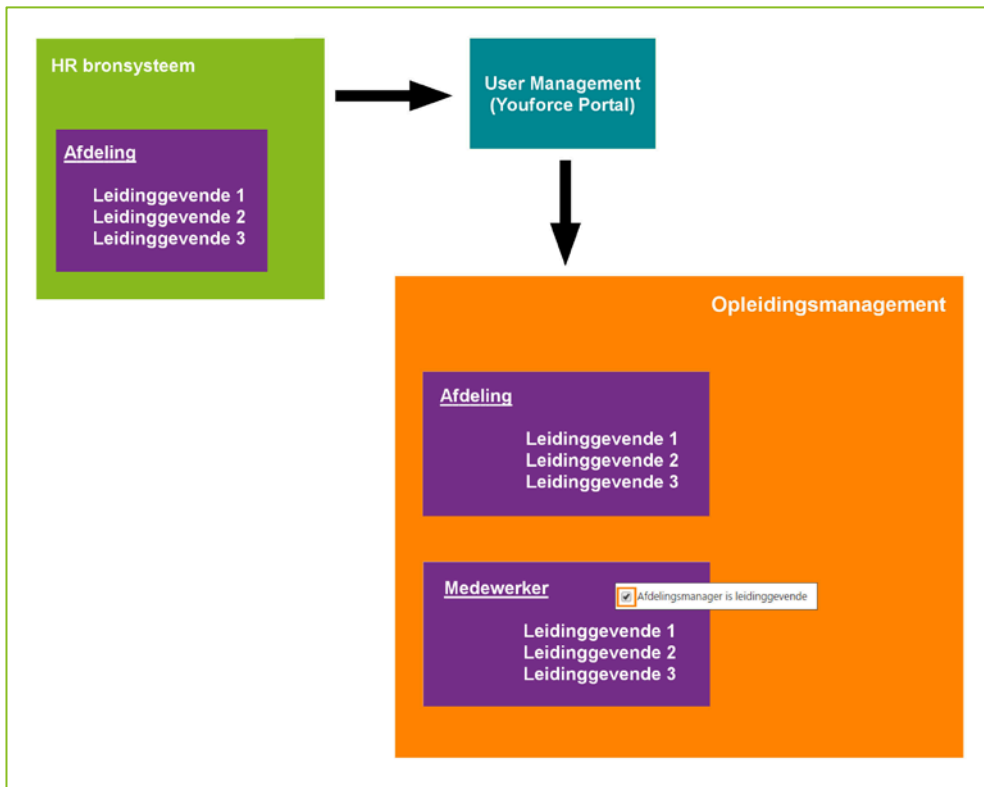 HR bronsysteem
Afdeling
Leidinggevende 1
Leidinggevende 2
Leidinggevende 3
User Management
(Youforce Portal)
Opleidingsmanagement
Afdeling
Leidinggevende 1
Leidinggevende 2
Leidinggevende 3
Medewerker
Afdelingsmanager is leidinggevende
Leidinggevende 1
Leidinggevende 2
Leidinggevende 3